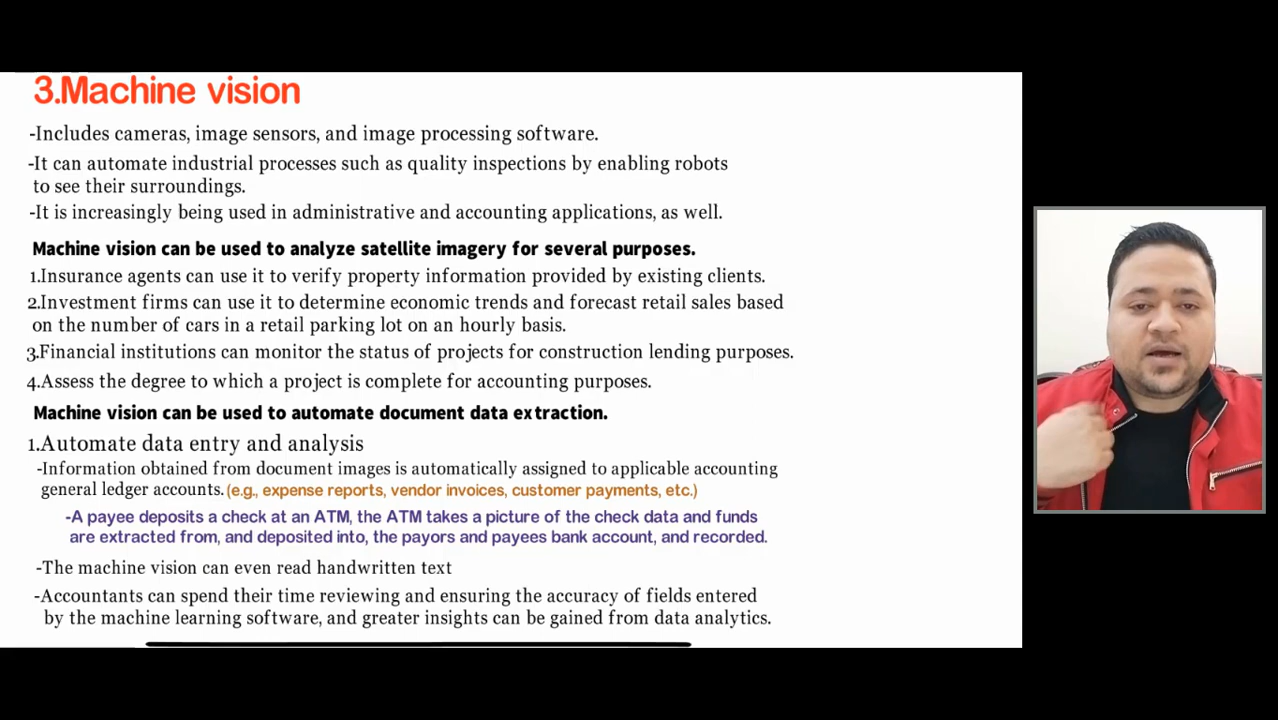 3.Machine vision
-Includes cameras, image sensors, and image processing software.
-It can automate industrial processes such as quality inspections by enabling robots
to see their surroundings.
-It is increasingly being used in administrative and accounting applications, as well.
Machine vision can be used to analyze satellite imagery for several purposes.
1.Insurance agents can use it to verify property information provided by existing clients.
2.Investment firms can use it to determine economic trends and forecast retail sales based
on the number of cars in a retail parking lot on an hourly basis.
3.Financial institutions can monitor the status of projects for construction lending purposes.
4.Assess the degree to which a project is complete for accounting purposes.
Machine vision can be used to automate document data extraction.
1.Automate data entry and analysis
-Information obtained from document images is automatically assigned to applicable accounting
general ledger accounts. (e.g., expense reports, vendor invoices, customer payments, etc.)
-A payee deposits a check at an ATM, the ATM takes a picture of the check data and funds
are extracted from, and deposited into, the payors and payees bank account, and recorded.
-The machine vision can even read handwritten text
-Accountants can spend their time reviewing and ensuring the accuracy of fields entered
by the machine learning software, and greater insights can be gained from data analytics.